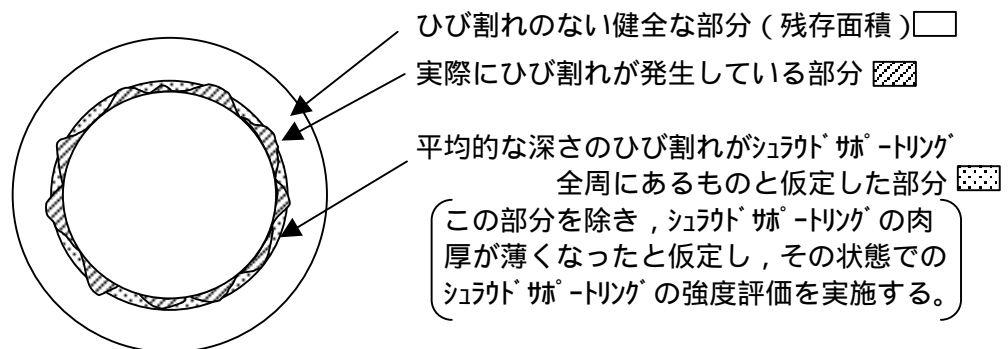 ひび割れのない健全な部分（残存面積）
実際にひび割れが発生している部分
平均的な深さのひび割れがｼｭﾗｳﾄﾞｻﾎﾟｰﾄﾘﾝｸﾞ
全周にあるものと仮定した部分
この部分を除き，ｼｭﾗｳﾄﾞｻﾎﾟｰﾄﾘﾝｸﾞの肉
厚が薄くなったと仮定し，その状態での
ｼｭﾗｳﾄﾞｻﾎﾟｰﾄﾘﾝｸﾞの強度評価を実施する。